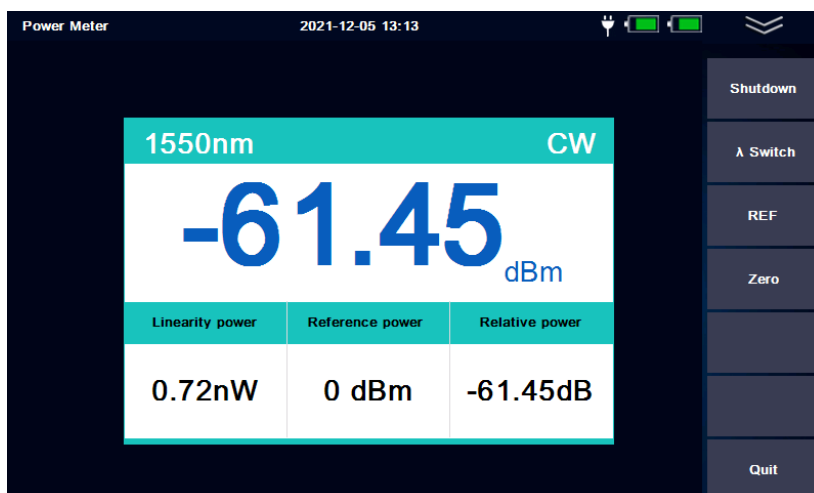 Power Meter 2021-12-05 13:13
Shutdown
1550nm CW
λ Switch
-61.45 dBm
REF
Zero
Linearity power Reference power Relative power
0.72nW 0 dBm -61.45dB
Quit